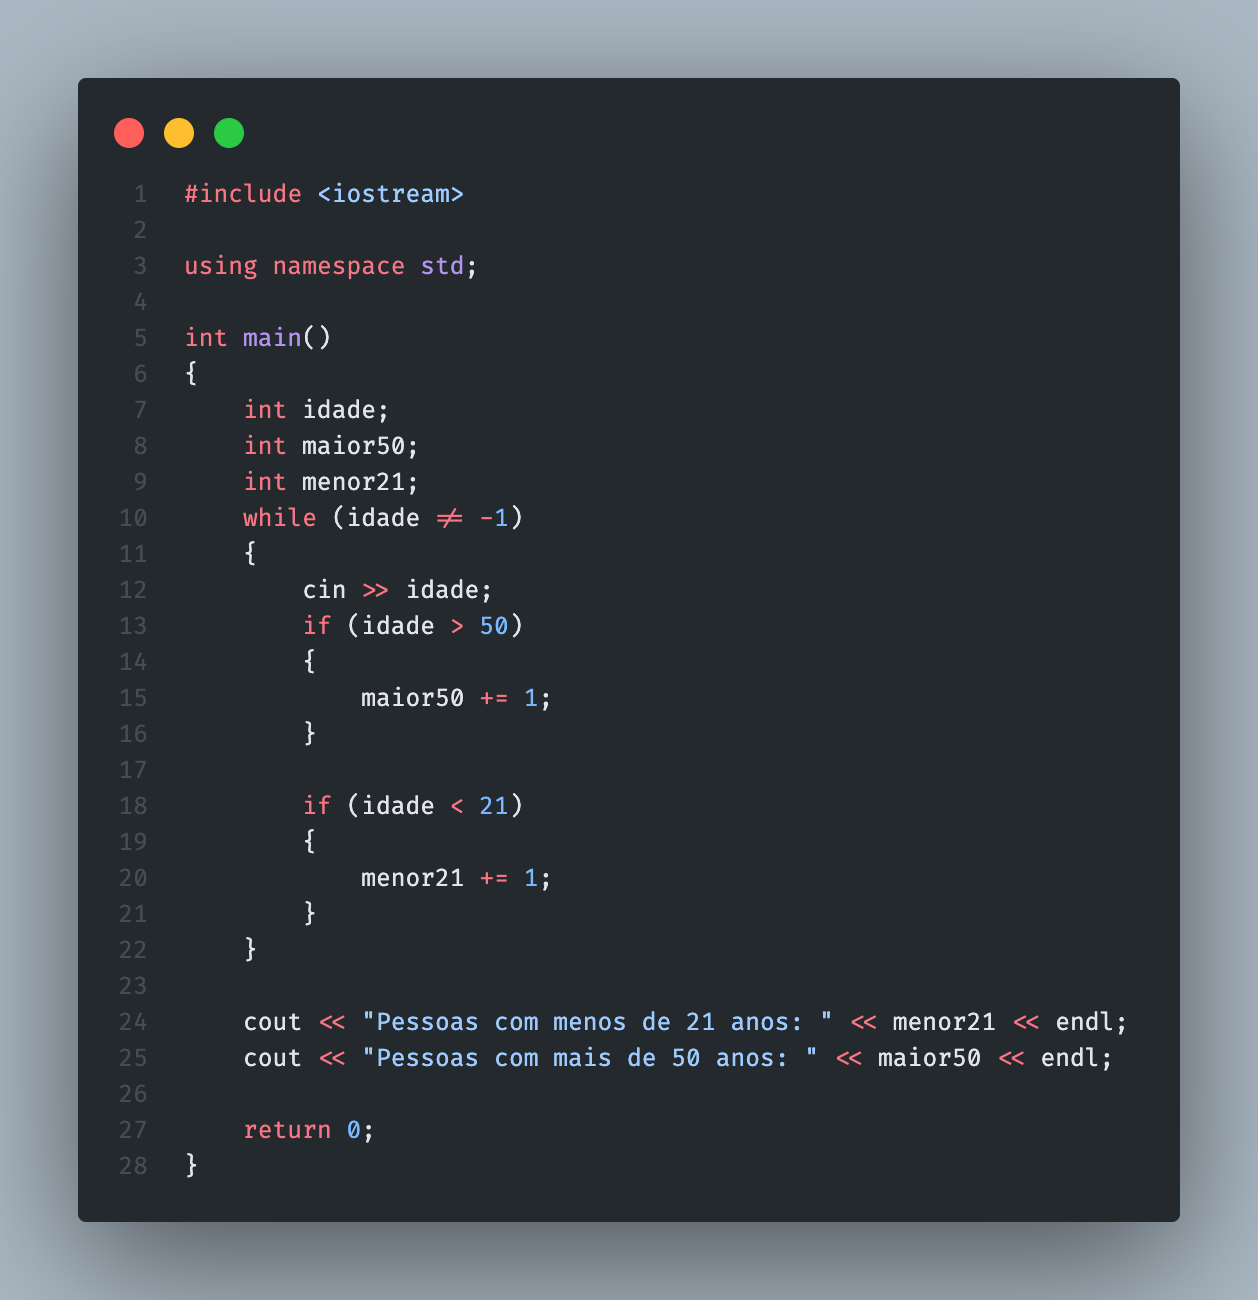 1 #include <iostream>
2
3 using namespace std;
4
5 int main()
6 {
7 int idade;
8 int maior50;
9 int menor21;
10 while (idade != -1)
11 {
12 cin >> idade;
13 if (idade > 50)
14 {
15 maior50 += 1;
16 }
17
18 if (idade < 21)
19 {
20 menor21 += 1;
21 }
22 }
23
24 cout << "Pessoas com menos de 21 anos: " << menor21 << endl;
25 cout << "Pessoas com mais de 50 anos: " << maior50 << endl;
26
27 return 0;
28 }